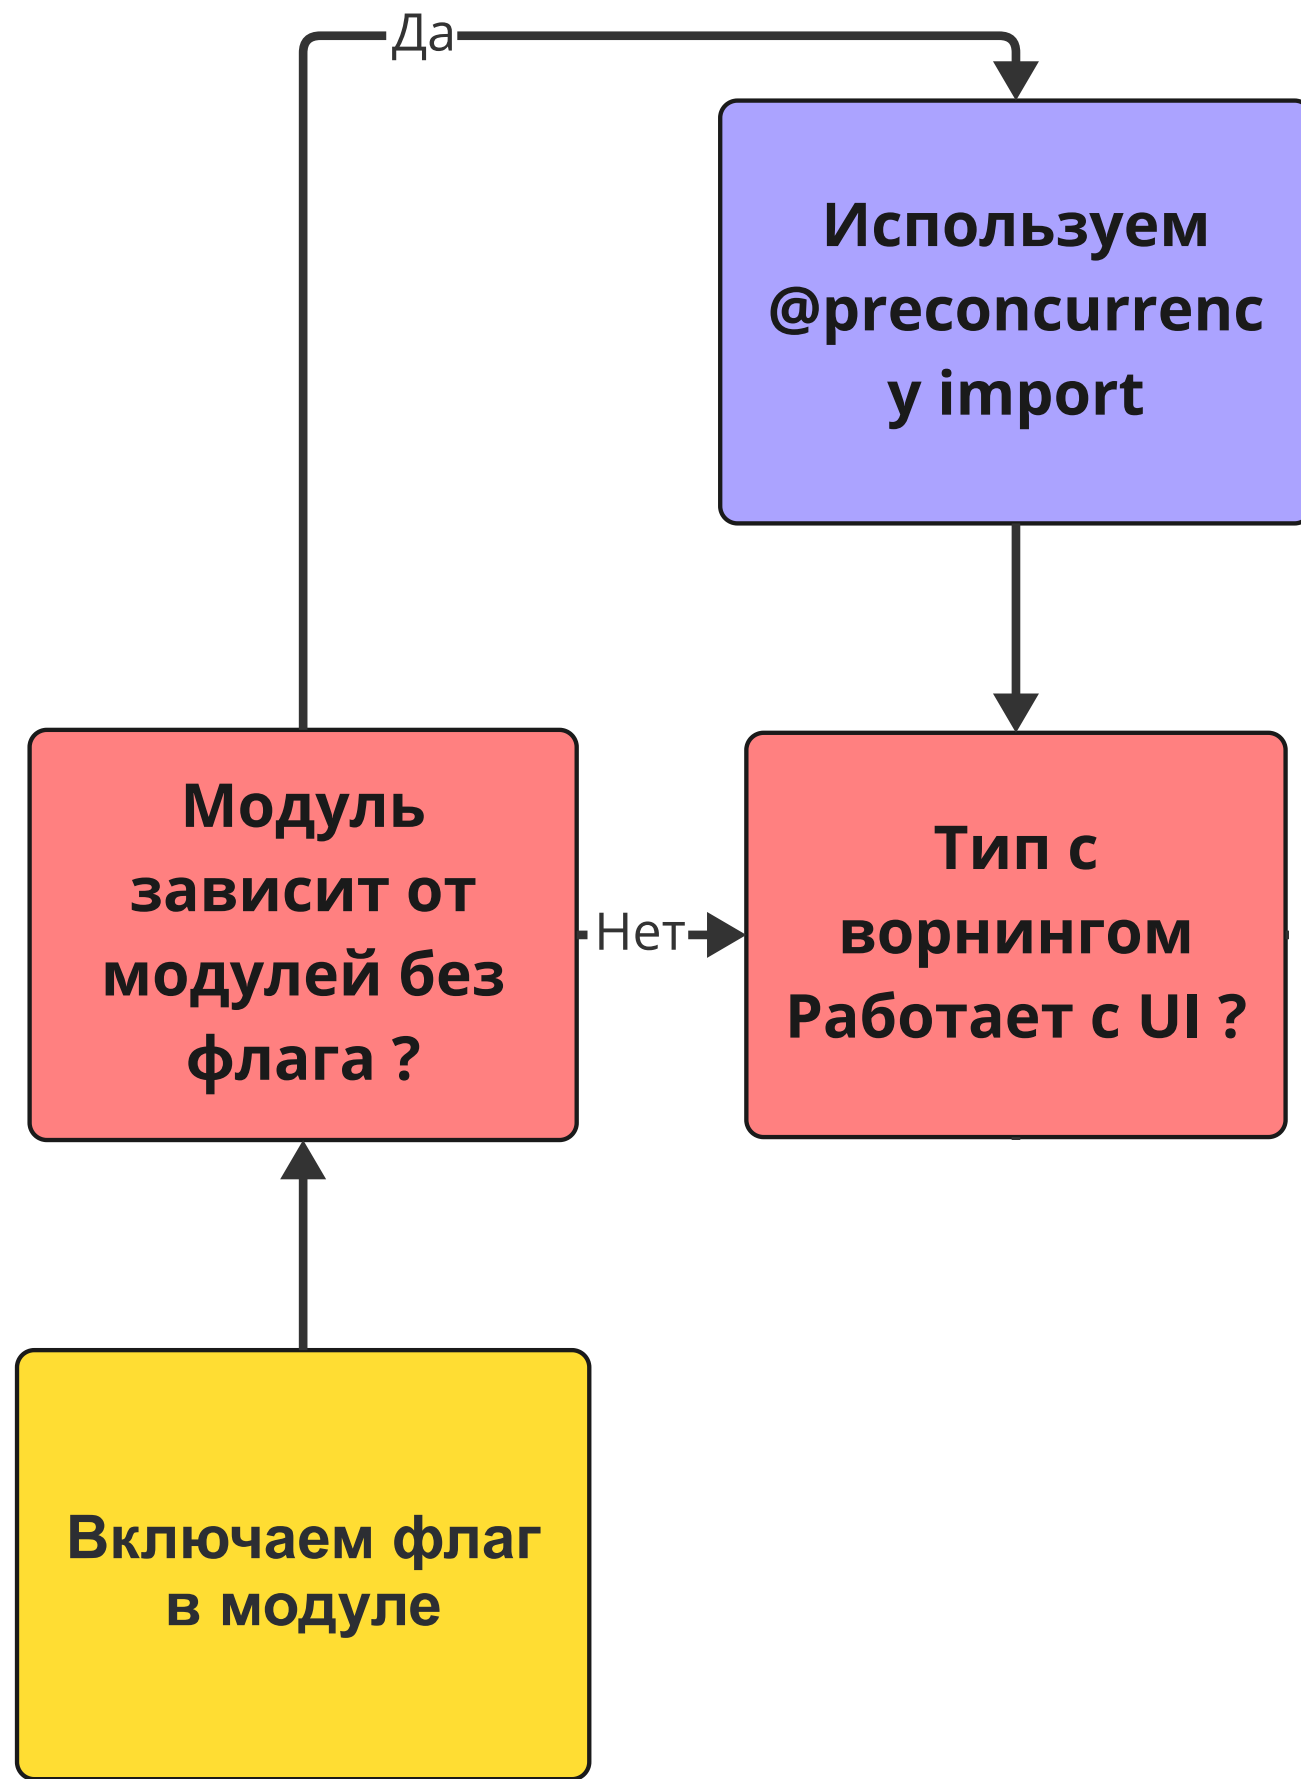 Да
Используем
@preconcurrenc
y import
Модуль
зависит от
модулей без
флага ?
Нет
Тип с
ворнингом
Работает с UI ?
Включаем флаг
в модуле